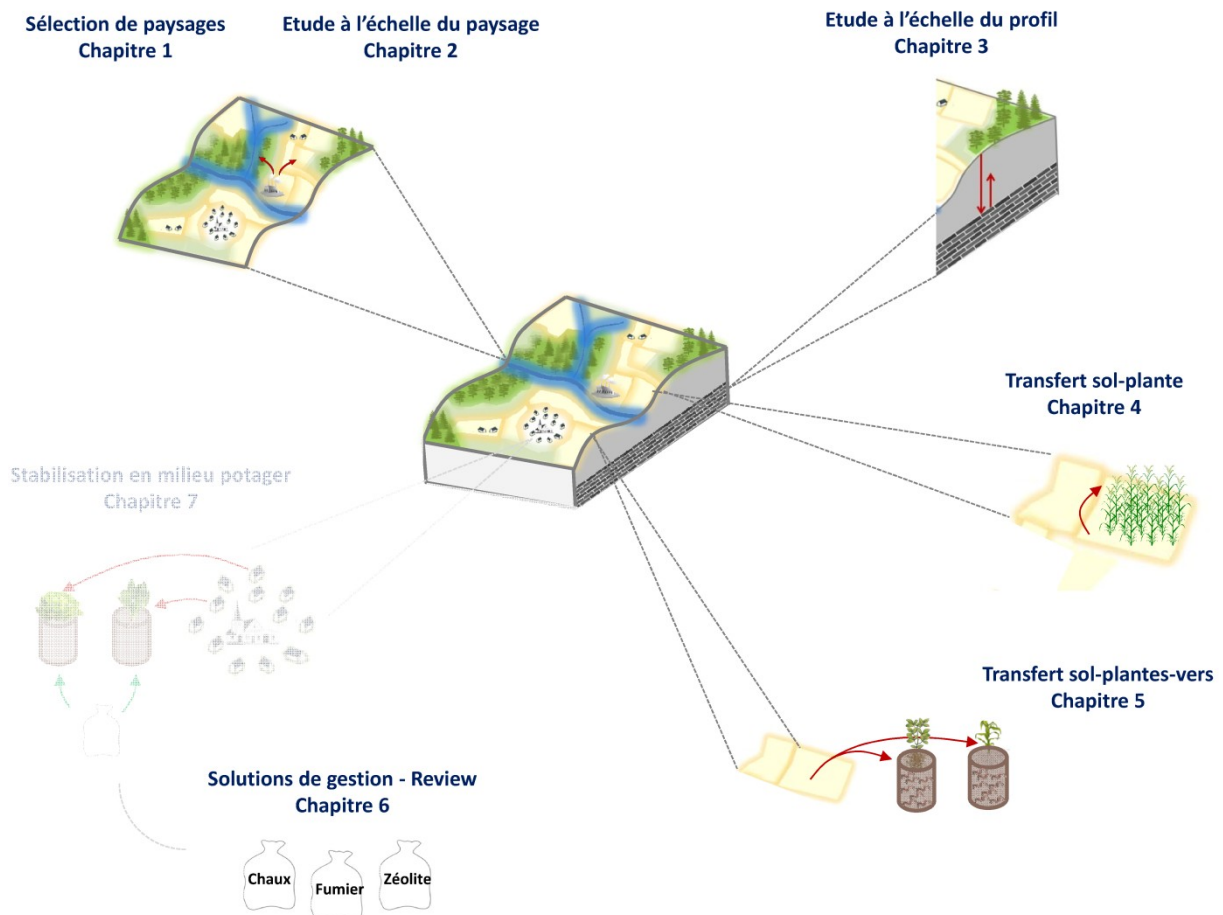 Sélection de paysages
Chapitre 1
Etude à l'échelle du paysage
Chapitre 2
Etude à l'échelle du profil
Chapitre 3
Transfert sol-plante
Chapitre 4
Stabilisation en milieu potager
Chapitre 7
Transfert sol-plantes-vers
Chapitre 5
Solutions de gestion - Review
Chapitre 6
Chaux
Fumier
Zéolite